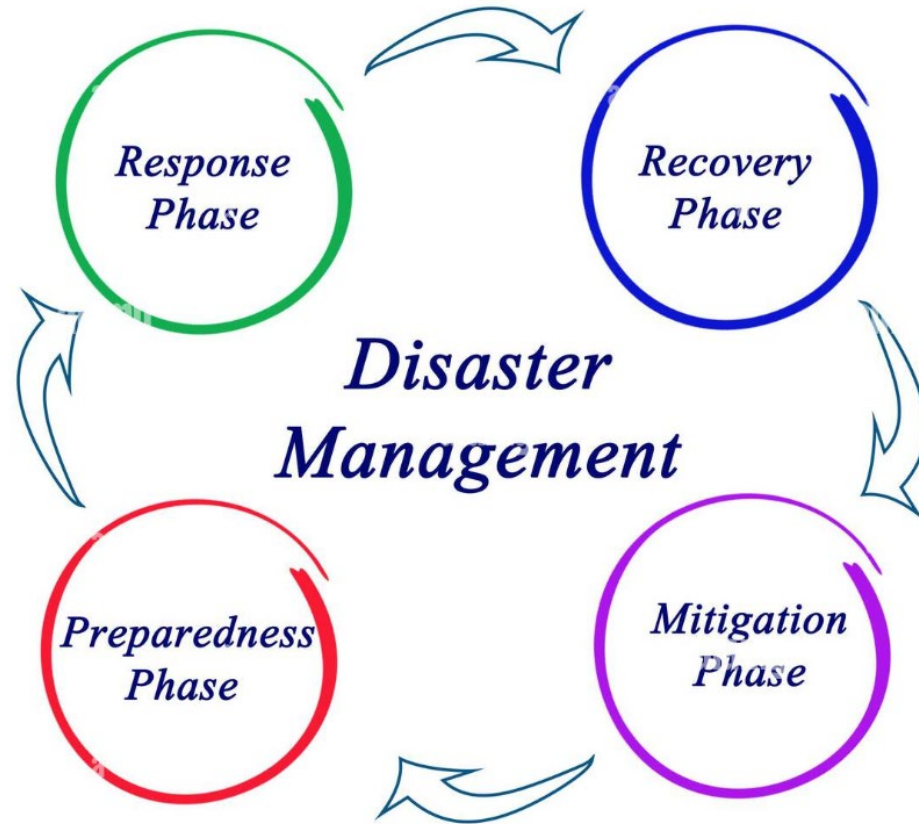 Response
Phase
Recovery
Phase
Disaster
Management
Preparedness
Phase
Mitigation
Phase